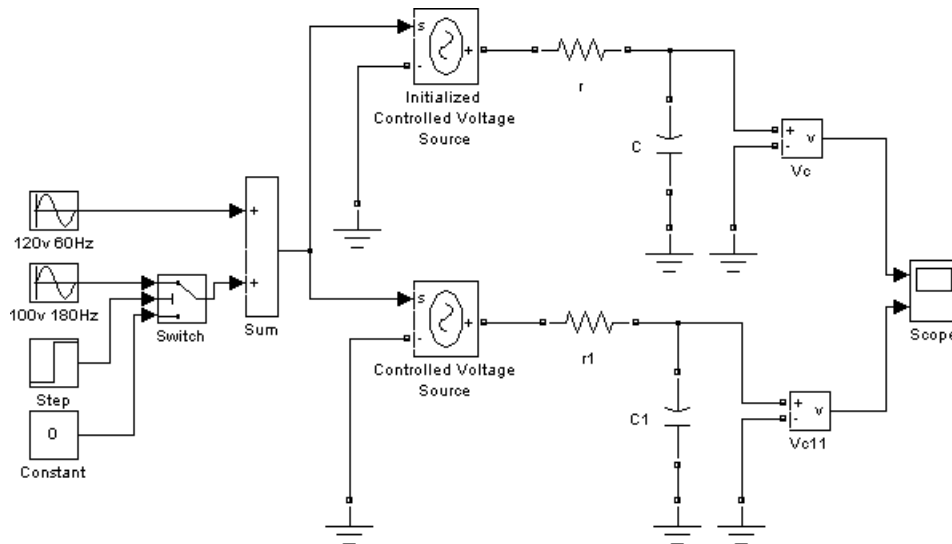 s
+
-
Initialized
Controlled Voltage
Source
r
C
+
-
v
Vc
120v 60Hz
+
+
Sum
100v 180Hz
Switch
Step
0
Constant
s
+
-
Controlled Voltage
Source
r1
C1
+
-
v
Vc11
Scope